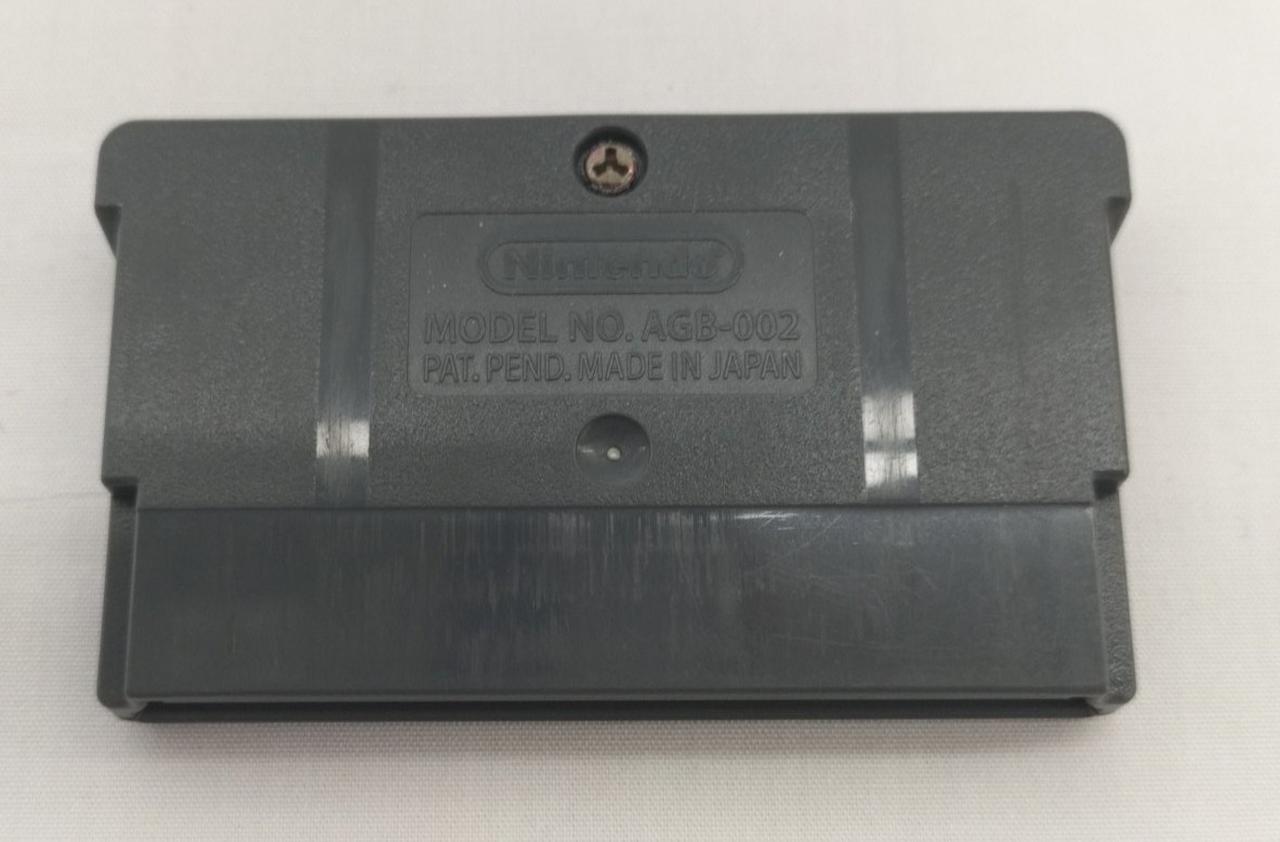 Nintendo
MODEL NO. AGB-002
PAT. PEND. MADE IN JAPAN